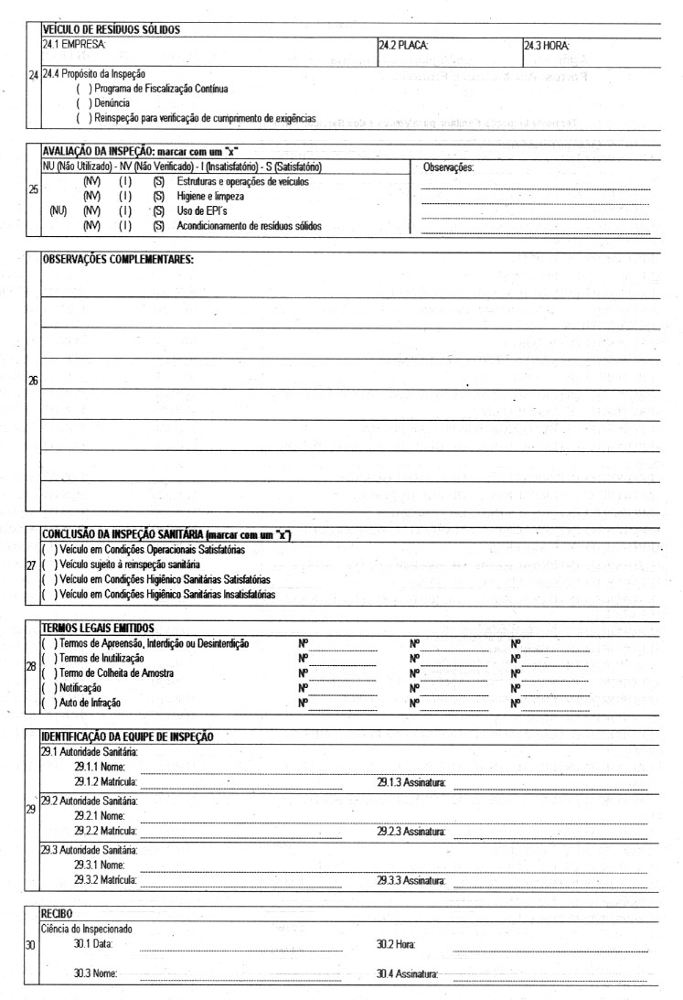 VEÍCULO DE RESÍDUOS SÓLIDOS
24.1 EMPRESA: 24.2 PLACA: 24.3 HORA:
24 24.4 Propósito da Inspeção
( ) Programa de Fiscalização Contínua
( ) Denúncia
( ) Reinspeção para verificação de cumprimento de exigências
AVALIAÇÃO DA INSPEÇÃO: marcar com um "x"
NU (Não Utilizado) - NV (Não Verificado) - I (Insatisfatório) - S (Satisfatório) Observações:
25 (NV) (I) (S) Estruturas e operações de veículos
(NV) (I) (S) Higiene e limpeza
(NU) (NV) (I) (S) Uso de EPI´s
(NV) (I) (S) Acondicionamento de resíduos sólidos
OBSERVAÇÕES COMPLEMENTARES:
26
CONCLUSÃO DA INSPEÇÃO SANITÁRIA (marcar com um "x")
( ) Veículo em Condições Operacionais Satisfatórias
27 ( ) Veículo sujeito à reinspeção sanitária
( ) Veículo em Condições Higiênico Sanitárias Satisfatórias
( ) Veículo em Condições Higiênico Sanitárias Insatisfatórias
TERMOS LEGAIS EMITIDOS
( ) Termos de Apreensão, Interdição ou Desinterdição Nº Nº Nº
28 ( ) Termos de Inutilização Nº Nº Nº
( ) Termo de Colheita de Amostra Nº Nº Nº
( ) Notificação Nº Nº Nº
( ) Auto de Infração Nº Nº Nº
IDENTIFICAÇÃO DA EQUIPE DE INSPEÇÃO
29.1 Autoridade Sanitária:
29.1.1 Nome:
29.1.2 Matrícula: 29.1.3 Assinatura:
29 29.2 Autoridade Sanitária:
29.2.1 Nome:
29.2.2 Matrícula: 29.2.3 Assinatura:
29.3 Autoridade Sanitária:
29.3.1 Nome:
29.3.2 Matrícula: 29.3.3 Assinatura:
RECIBO
Ciência do Inspecionado
30 30.1 Data: 30.2 Hora:
30.3 Nome: 30.4 Assinatura: